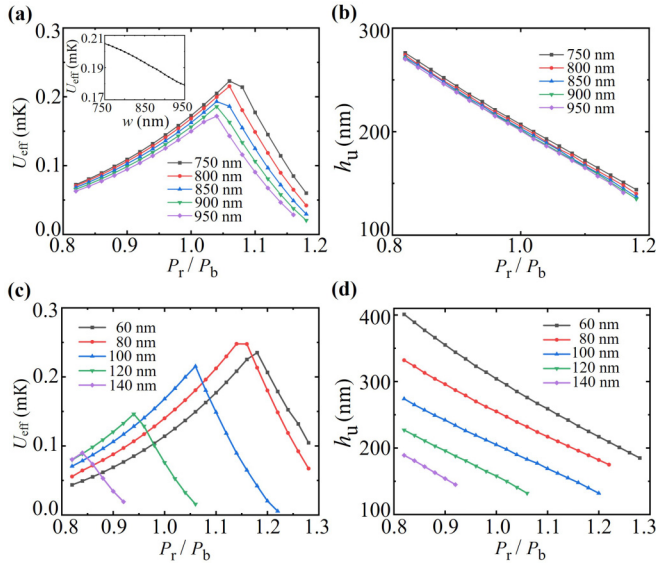 (a)
0.3
0.2
0.1
0.0
U_eff (mK)
0.21
0.19
0.17
U_eff (mK)
750 850 950
w (nm)
750 nm
800 nm
850 nm
900 nm
950 nm
0.8 0.9 1.0 1.1 1.2
P_r / P_b
(b)
300
200
100
h_u (nm)
750 nm
800 nm
850 nm
900 nm
950 nm
0.8 1.0 1.2
P_r / P_b
(c)
0.3
0.2
0.1
0.0
U_eff (mK)
60 nm
80 nm
100 nm
120 nm
140 nm
0.8 0.9 1.0 1.1 1.2 1.3
P_r / P_b
(d)
400
300
200
100
h_u (nm)
60 nm
80 nm
100 nm
120 nm
140 nm
0.8 0.9 1.0 1.1 1.2 1.3
P_r / P_b